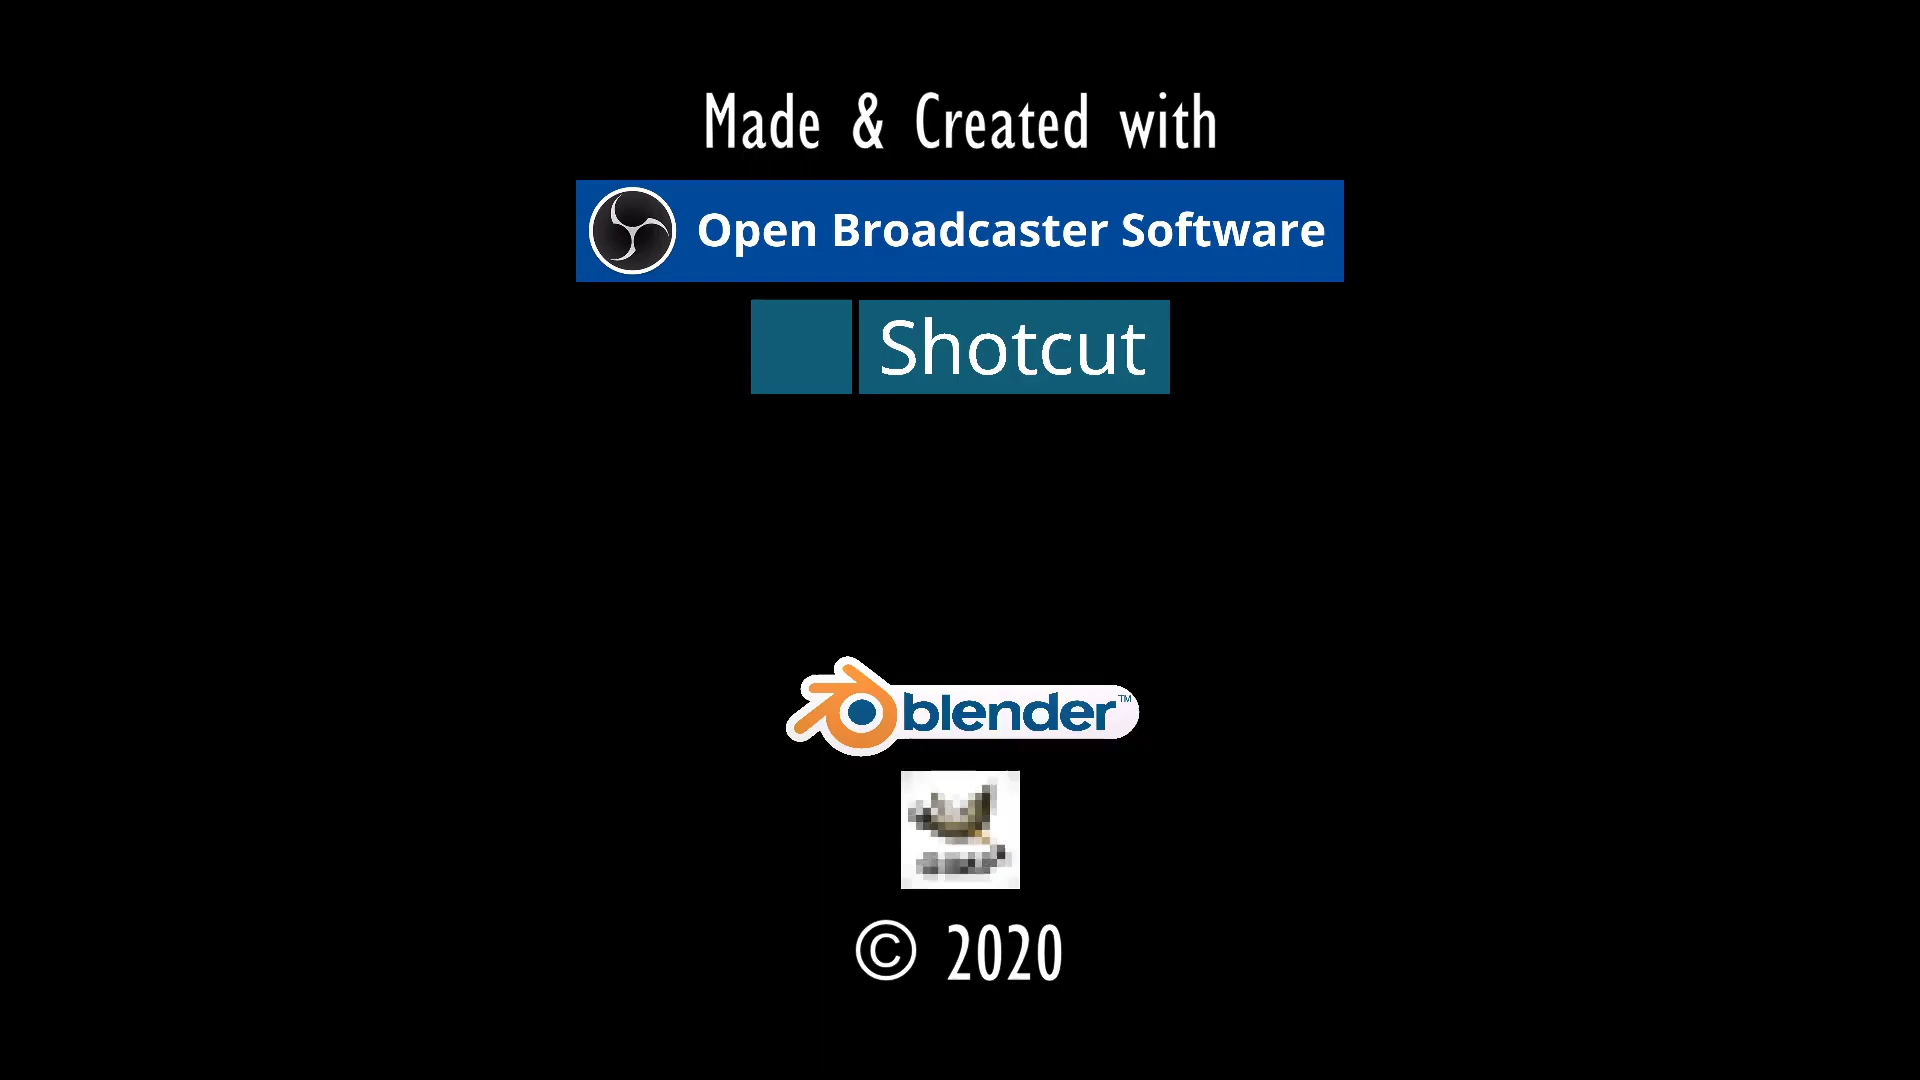 Made & Created with
Open Broadcaster Software
Shotcut
blender™
© 2020